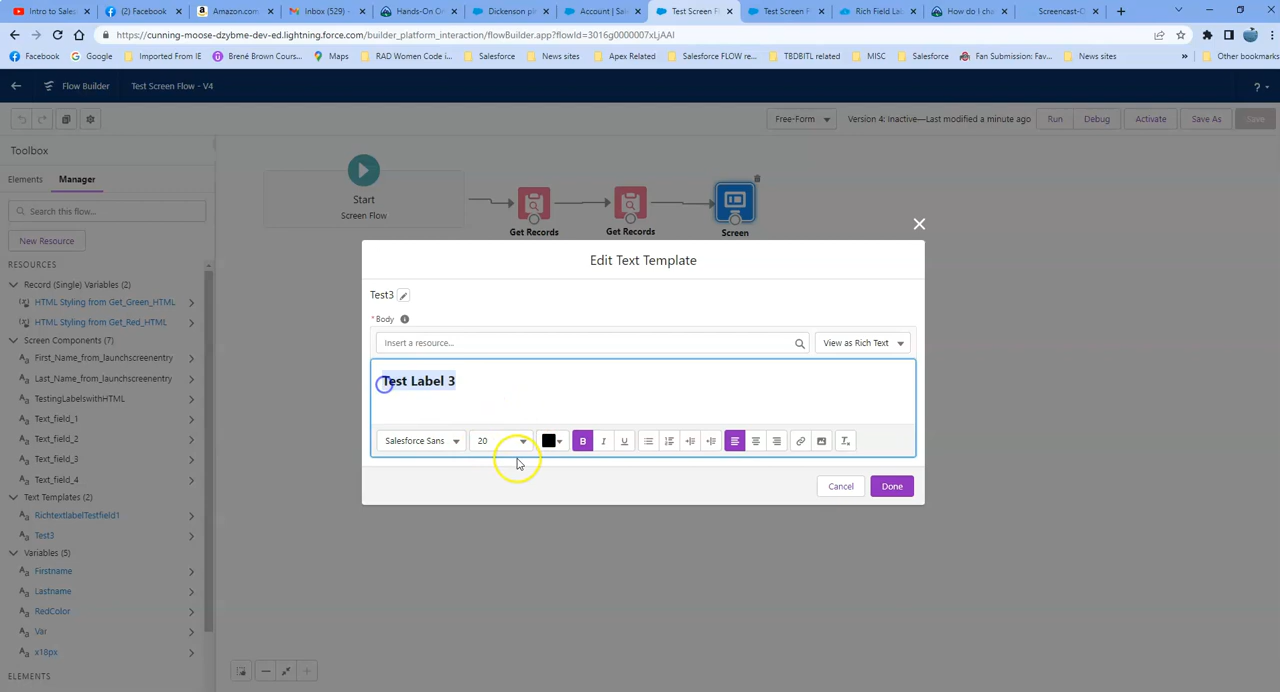 Intro to Sales
(2) Facebook
Amazon.com
Inbox (529)
Hands-On Or
Dickenson pl
Account | Sale
Test Screen Fl
Test Screen F
Rich Field Lab
How do I cha
Screencast-O
https://cunning-moose-dzybme-dev-ed.lightning.force.com/builder_platform_interaction/flowBuilder.app?flowId=3016g0000007xLjAAI
Facebook
Google
Imported From IE
Brené Brown Cours...
Maps
RAD Women Code i...
Salesforce
News sites
Apex Related
Salesforce FLOW re...
TBDBITL related
MISC
Salesforce
Fan Submission: Fav...
News sites
»
Other bookmarks
Flow Builder
Test Screen Flow - V4
?
Free-Form
Version 4: Inactive—Last modified a minute ago
Run
Debug
Activate
Save As
Save
Toolbox
Elements
Manager
Search this flow...
New Resource
RESOURCES
Record (Single) Variables (2)
HTML Styling from Get_Green_HTML
HTML Styling from Get_Red_HTML
Screen Components (7)
First_Name_from_launchscreenentry
Last_Name_from_launchscreenentry
TestingLabelswithHTML
Text_field_1
Text_field_2
Text_field_3
Text_field_4
Text Templates (2)
RichtextlabelTestfield1
Test3
Variables (5)
Firstname
Lastname
RedColor
Var
x18px
ELEMENTS
Start
Screen Flow
Get Records
Get Records
Screen
Edit Text Template
Test3
* Body
Insert a resource...
View as Rich Text
Test Label 3
Salesforce Sans
20
B
I
U
Cancel
Done